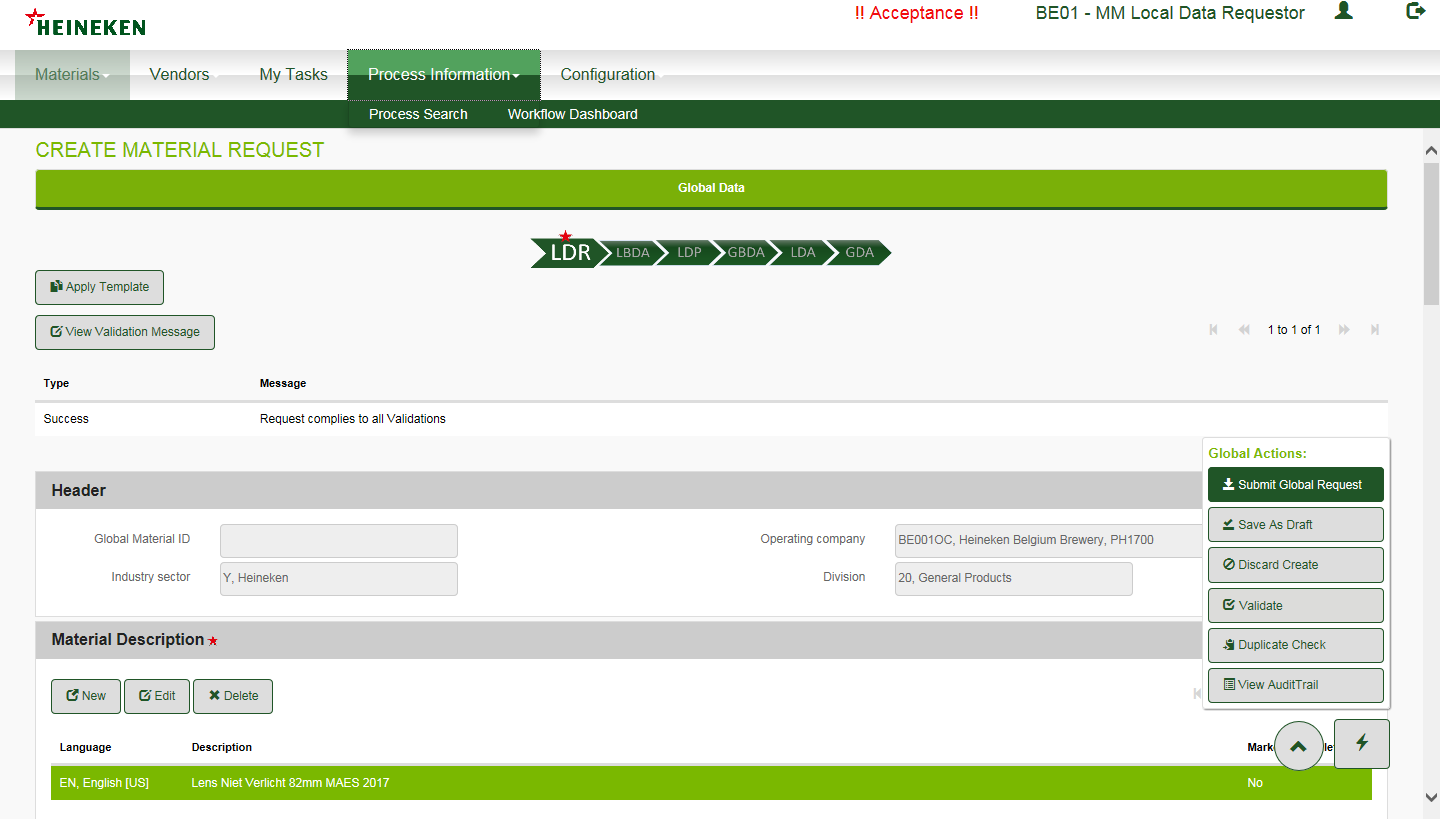 HEINEKEN
!! Acceptance !!
BE01 - MM Local Data Requestor
Materials
Vendors
My Tasks
Process Information
Configuration
Process Search
Workflow Dashboard
CREATE MATERIAL REQUEST
Global Data
LDR
LBDA
LDP
GBDA
LDA
GDA
Apply Template
View Validation Message
1 to 1 of 1
Type
Message
Success
Request complies to all Validations
Header
Global Material ID
Operating company
BE001OC, Heineken Belgium Brewery, PH1700
Industry sector
Y, Heineken
Division
20, General Products
Global Actions:
Submit Global Request
Save As Draft
Discard Create
Validate
Duplicate Check
View AuditTrail
Material Description
New
Edit
Delete
Language
Description
EN, English [US]
Lens Niet Verlicht 82mm MAES 2017
No